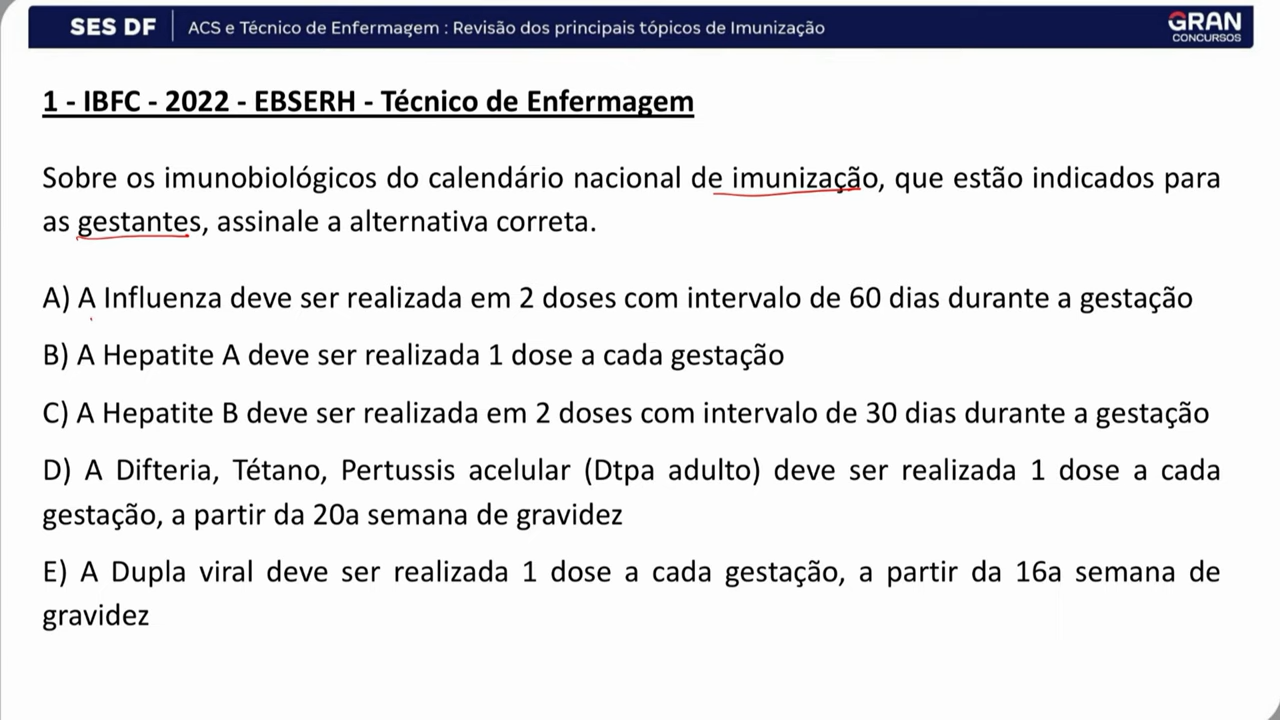 SES DF ACS e Técnico de Enfermagem : Revisão dos principais tópicos de Imunização GRAN CONCURSOS
1 - IBFC - 2022 - EBSERH - Técnico de Enfermagem
Sobre os imunobiológicos do calendário nacional de imunização, que estão indicados para
as gestantes, assinale a alternativa correta.
A) A Influenza deve ser realizada em 2 doses com intervalo de 60 dias durante a gestação
B) A Hepatite A deve ser realizada 1 dose a cada gestação
C) A Hepatite B deve ser realizada em 2 doses com intervalo de 30 dias durante a gestação
D) A Difteria, Tétano, Pertussis acelular (Dtpa adulto) deve ser realizada 1 dose a cada
gestação, a partir da 20a semana de gravidez
E) A Dupla viral deve ser realizada 1 dose a cada gestação, a partir da 16a semana de
gravidez